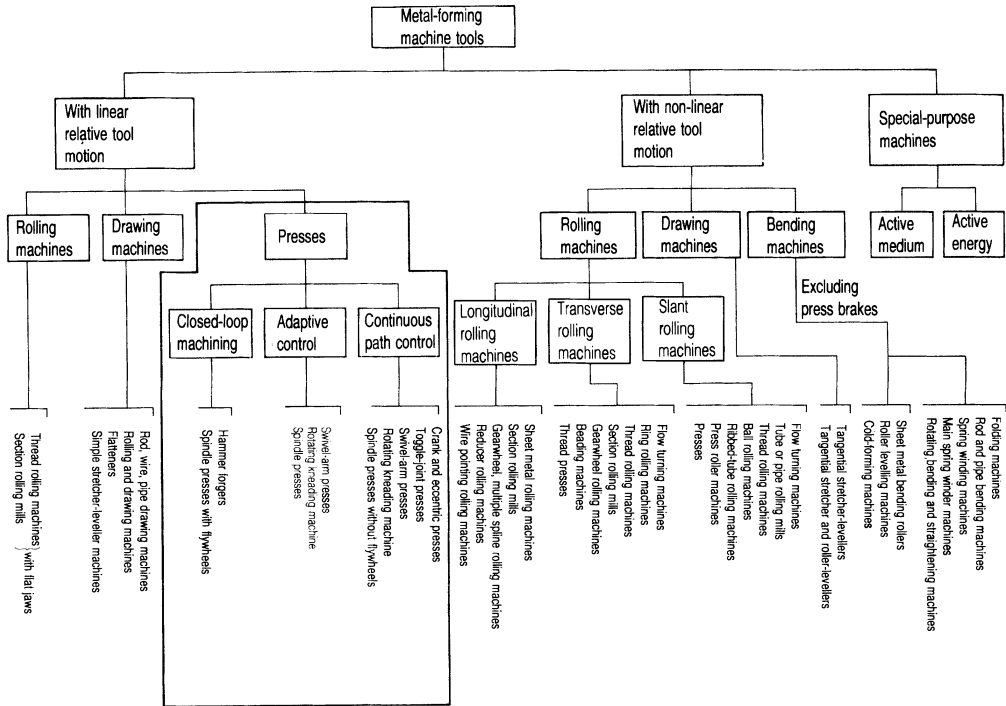 Metal-forming
machine tools
With linear
relative tool
motion
With non-linear
relative tool
motion
Special-purpose
machines
Rolling
machines
Drawing
machines
Presses
Rolling
machines
Drawing
machines
Bending
machines
Active
medium
Active
energy
Excluding
press brakes
Closed-loop
machining
Adaptive
control
Continuous
path control
Longitudinal
rolling
machines
Transverse
rolling
machines
Slant
rolling
machines
Thread rolling machines
Section rolling mills
} with flat jaws
Rod, wire, pipe drawing machines
Rolling and drawing machines
Flatteners
Simple stretcher-leveller machines
Hammer forgers
Spindle presses with flywheels
Swivel-arm presses
Rotating kneading machine
Spindle presses
Crank and eccentric presses
Toggle-joint presses
Swivel-arm presses
Rotating kneading machine
Spindle presses without flywheels
Sheet metal rolling machines
Section rolling mills
Gearwheel, multiple spline rolling machines
Reducer rolling machines
Wire pointing rolling machines
Flow turning machines
Ring rolling machines
Thread rolling machines
Section rolling mills
Gearwheel rolling machines
Beading machines
Thread presses
Flow turning machines
Tube or pipe rolling mills
Thread rolling machines
Ball rolling machines
Ribbed-tube rolling machines
Press roller machines
Presses
Tangential stretcher-levellers
Tangential stretcher and roller-levellers
Sheet metal bending rollers
Roller leveling machines
Cold-forming machines
Folding machines
Rod and pipe bending machines
Spring winding machines
Main spring winder machines
Rotating bending and straightening machines